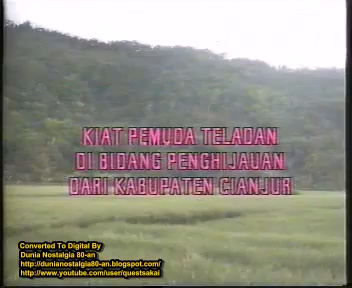 KIAT PEMUDA TELADAN
DI BIDANG PENGHIJAUAN
DARI KABUPATEN CIANJUR
Converted To Digital By
Dunia Nostalgia 80-an
http://dunianostalgia80-an.blogspot.com/
http://www.youtube.com/user/questsakai